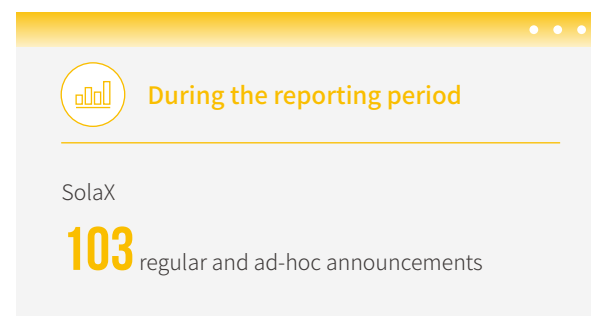 During the reporting period
SolaX
103 regular and ad-hoc announcements